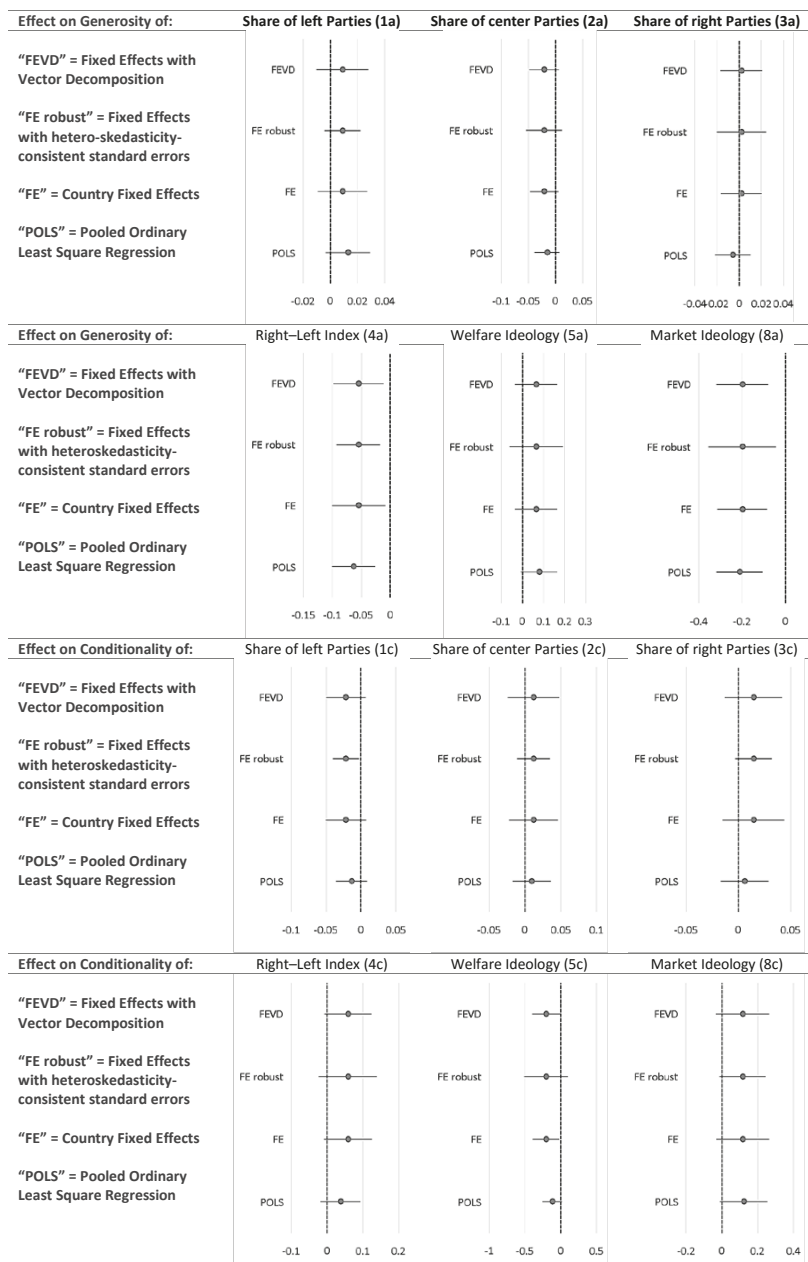 Effect on Generosity of: Share of left Parties (1a) Share of center Parties (2a) Share of right Parties (3a)
“FEVD” = Fixed Effects with
Vector Decomposition
“FE robust” = Fixed Effects
with hetero-skedasticity-
consistent standard errors
“FE” = Country Fixed Effects
“POLS” = Pooled Ordinary
Least Square Regression
FEVD FEVD FEVD
FE robust FE robust FE robust
FE FE FE
POLS POLS POLS
-0.02 0 0.02 0.04 -0.1 -0.05 0 0.05 -0.04 -0.02 0 0.02 0.04
Effect on Generosity of: Right–Left Index (4a) Welfare Ideology (5a) Market Ideology (8a)
“FEVD” = Fixed Effects with
Vector Decomposition
“FE robust” = Fixed Effects
with heteroskedasticity-
consistent standard errors
“FE” = Country Fixed Effects
“POLS” = Pooled Ordinary
Least Square Regression
FEVD FEVD FEVD
FE robust FE robust FE robust
FE FE FE
POLS POLS POLS
-0.15 -0.1 -0.05 0 -0.1 0 0.1 0.2 0.3 -0.4 -0.2 0
Effect on Conditionality of: Share of left Parties (1c) Share of center Parties (2c) Share of right Parties (3c)
“FEVD” = Fixed Effects with
Vector Decomposition
“FE robust” = Fixed Effects
with heteroskedasticity-
consistent standard errors
“FE” = Country Fixed Effects
“POLS” = Pooled Ordinary
Least Square Regression
FEVD FEVD FEVD
FE robust FE robust FE robust
FE FE FE
POLS POLS POLS
-0.1 -0.05 0 0.05 -0.05 0 0.05 0.1 -0.05 0 0.05
Effect on Conditionality of: Right–Left Index (4c) Welfare Ideology (5c) Market Ideology (8c)
“FEVD” = Fixed Effects with
Vector Decomposition
“FE robust” = Fixed Effects
with heteroskedasticity-
consistent standard errors
“FE” = Country Fixed Effects
“POLS” = Pooled Ordinary
Least Square Regression
FEVD FEVD FEVD
FE robust FE robust FE robust
FE FE FE
POLS POLS POLS
-0.1 0 0.1 0.2 -1 -0.5 0 0.5 -0.2 0 0.2 0.4